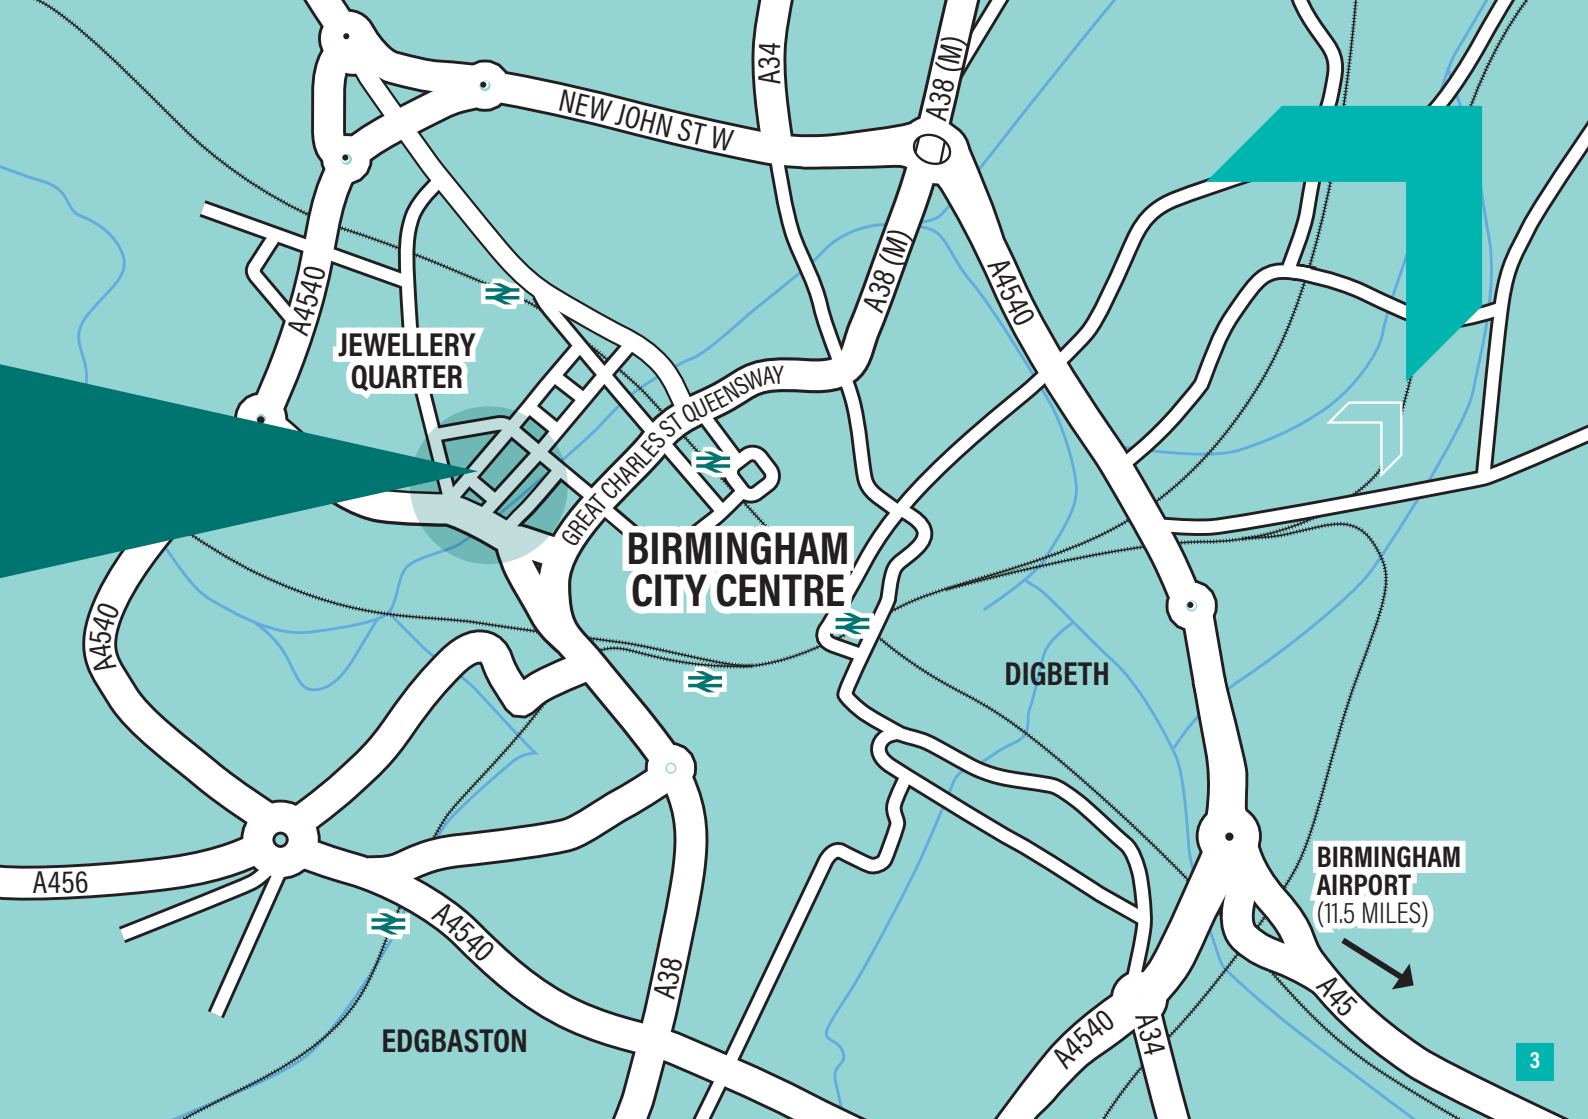 A34
A38 (M)
NEW JOHN ST W
A38 (M)
A4540
A4540
JEWELLERY
QUARTER
GREAT CHARLES ST QUEENSWAY
BIRMINGHAM
CITY CENTRE
A4540
DIGBETH
A456
BIRMINGHAM
AIRPORT
(11.5 MILES)
A4540
A38
A45
EDGBASTON
A4540
A34
3